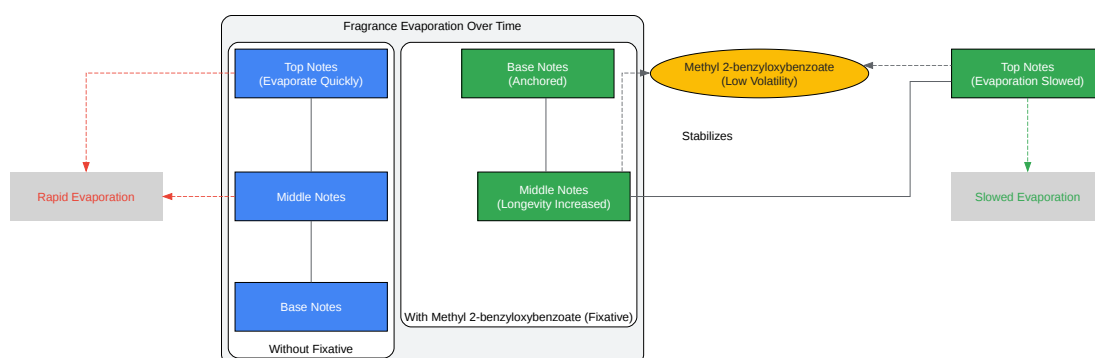 Fragrance Evaporation Over Time
Top Notes
(Evaporate Quickly)
Base Notes
(Anchored)
Methyl 2-benzyloxybenzoate
(Low Volatility)
Top Notes
(Evaporation Slowed)
Stabilizes
Rapid Evaporation
Middle Notes
Middle Notes
(Longevity Increased)
Slowed Evaporation
Base Notes
With Methyl 2-benzyloxybenzoate (Fixative)
Without Fixative